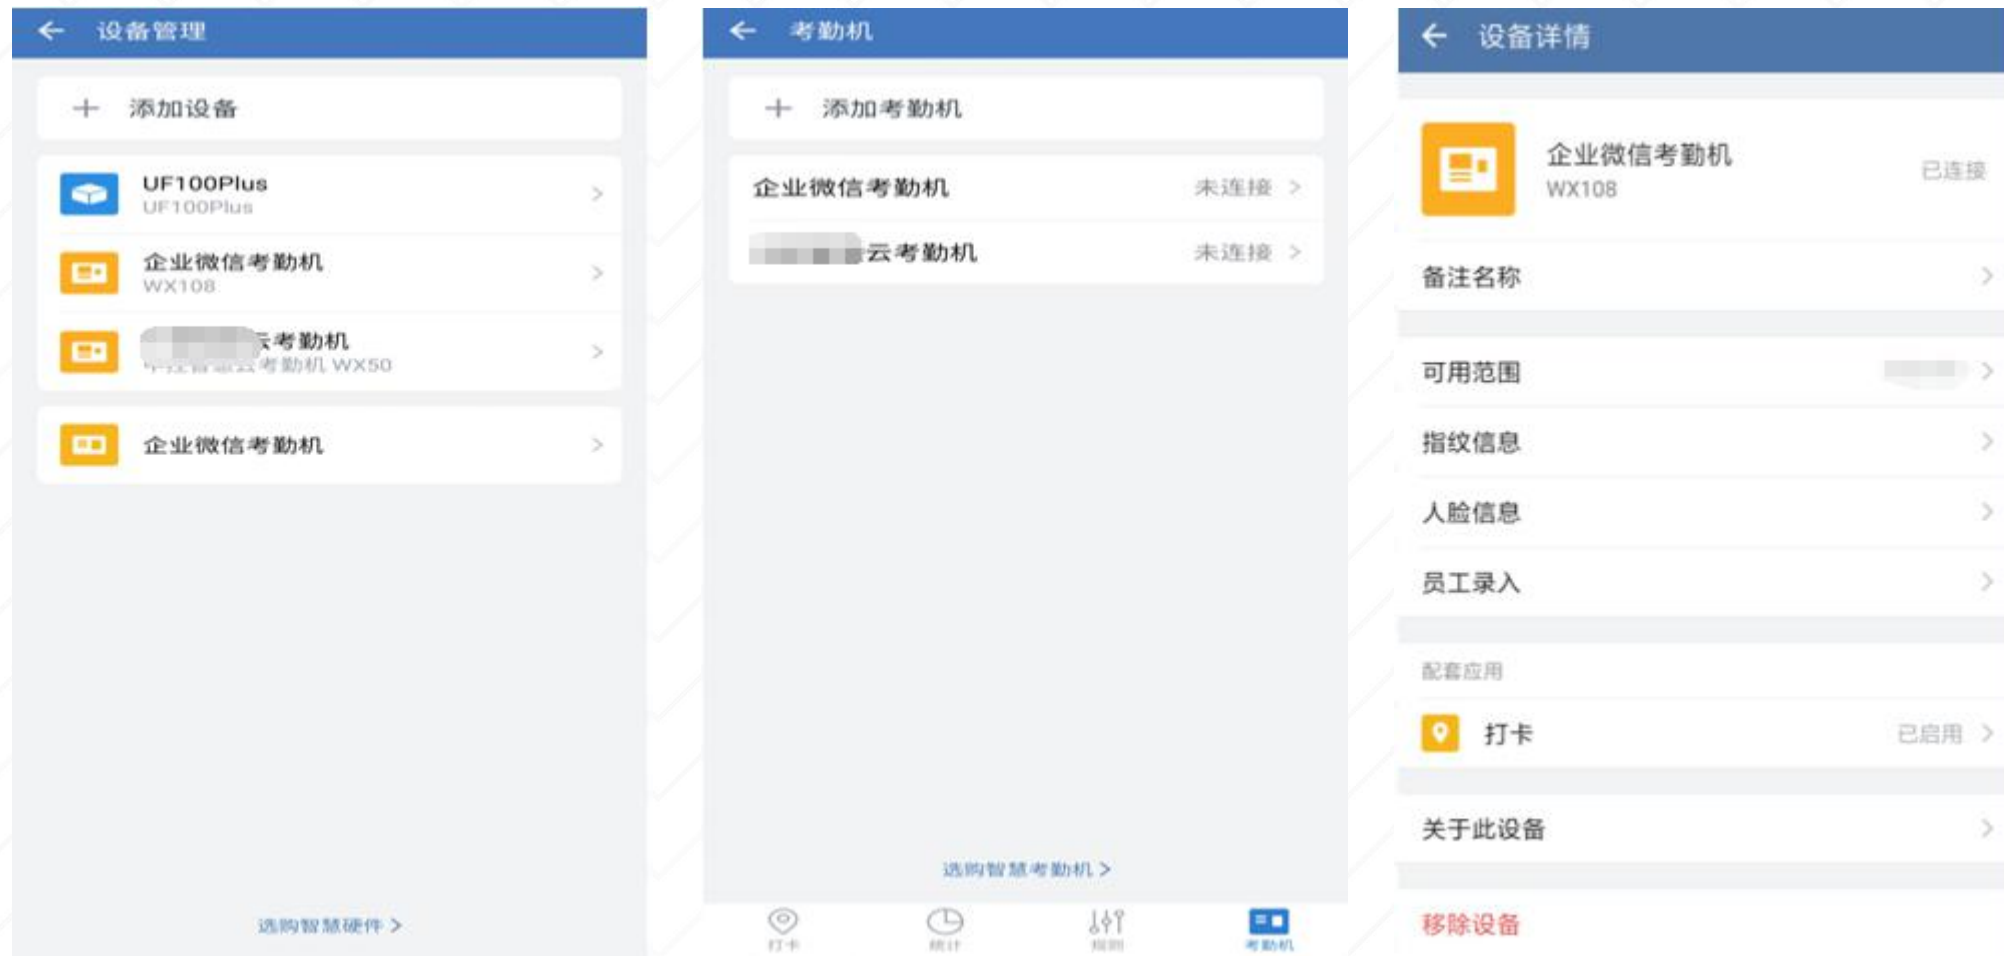 设备管理
添加设备
UF100Plus
UF100Plus
企业微信考勤机
WX108
云考勤机
云考勤机 WX50
企业微信考勤机
选购智慧硬件 >
考勤机
添加考勤机
企业微信考勤机 未连接
云考勤机 未连接
选购智慧考勤机 >
打卡 统计 规则 考勤机
设备详情
企业微信考勤机
WX108
已连接
备注名称
可用范围
指纹信息
人脸信息
员工录入
配套应用
打卡 已启用
关于此设备
移除设备